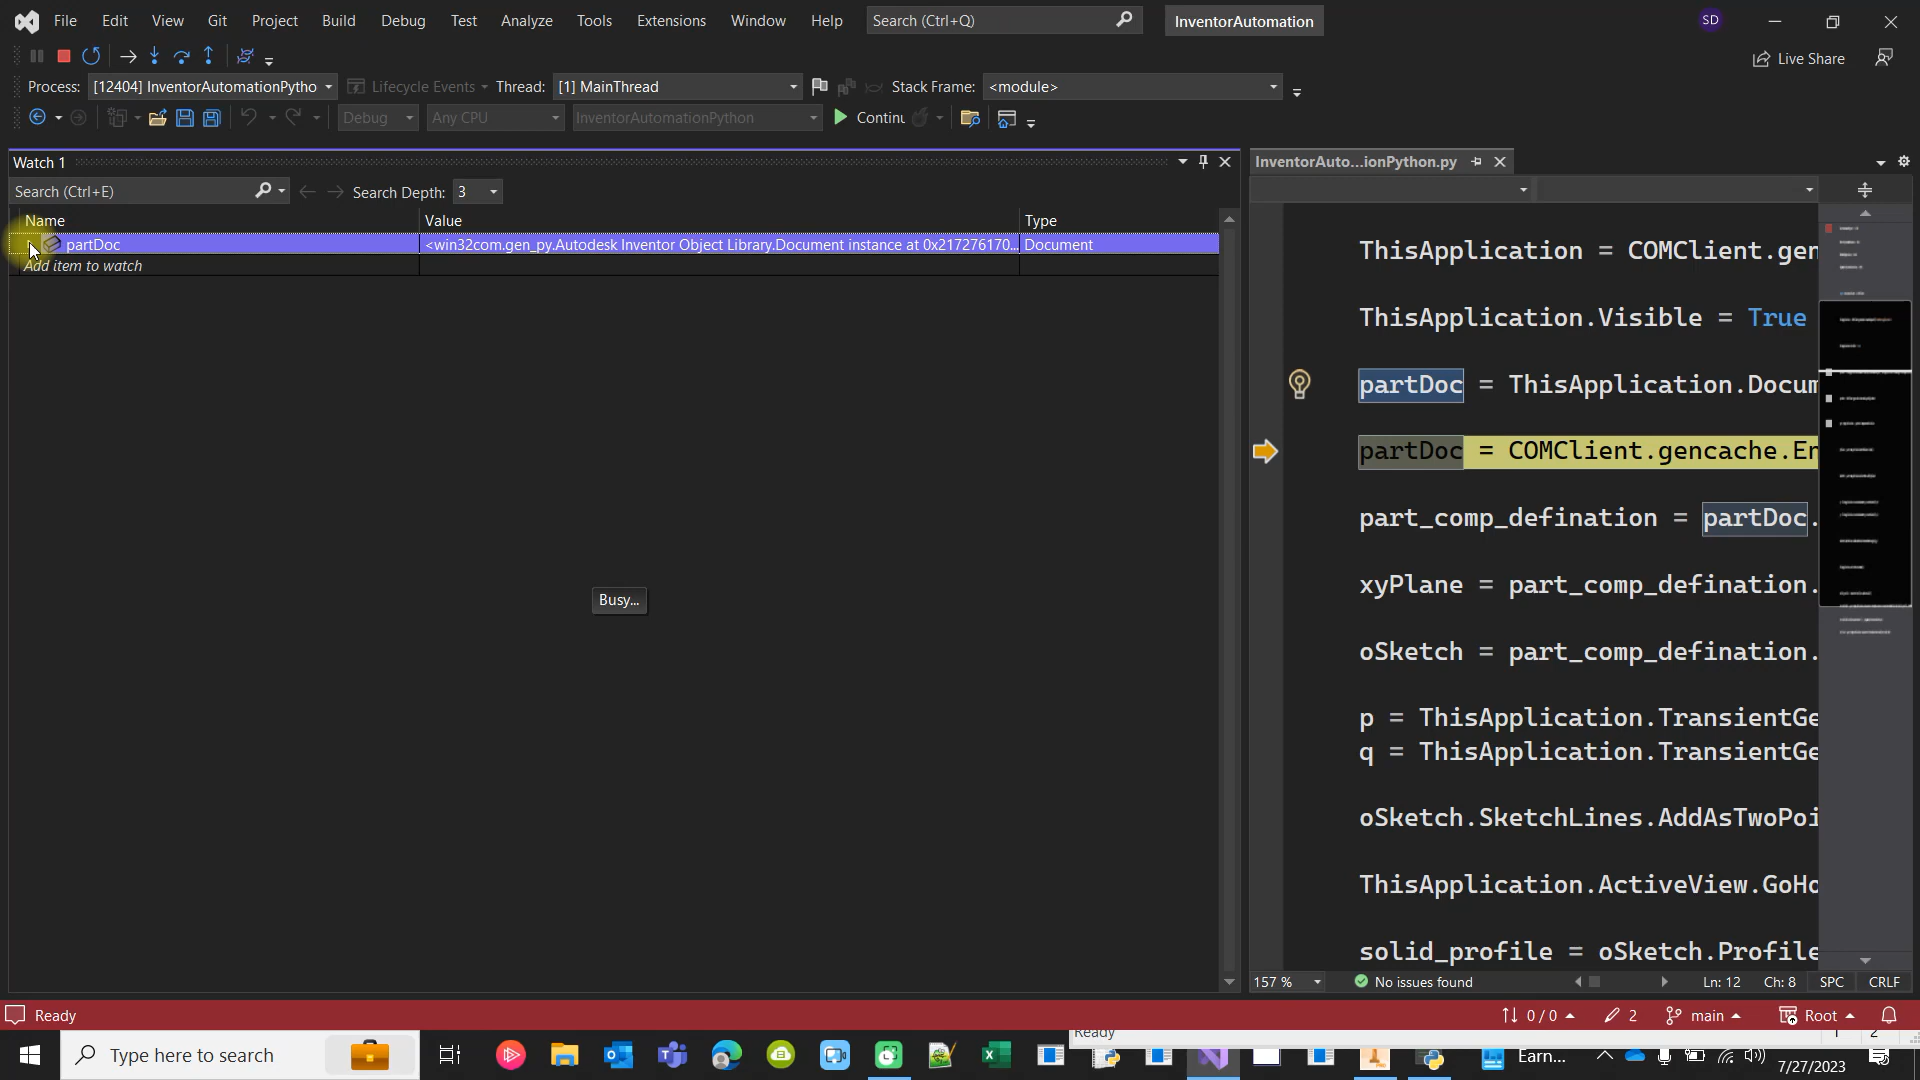 File Edit View Git Project Build Debug Test Analyze Tools Extensions Window Help Search (Ctrl+Q) InventorAutomation SD
Live Share
Process: [12404] InventorAutomationPytho Lifecycle Events Thread: [1] MainThread Stack Frame: <module>
Debug Any CPU InventorAutomationPython Continu
Watch 1
Search (Ctrl+E) Search Depth: 3
Name Value Type
partDoc <win32com.gen_py.Autodesk Inventor Object Library.Document instance at 0x217276170... Document
Add item to watch
Busy...
InventorAuto...ionPython.py
ThisApplication = COMClient.gen
ThisApplication.Visible = True
partDoc = ThisApplication.Docum
partDoc = COMClient.gencache.En
part_comp_defination = partDoc.
xyPlane = part_comp_defination.
oSketch = part_comp_defination.
p = ThisApplication.TransientGe
q = ThisApplication.TransientGe
oSketch.SketchLines.AddAsTwoPoi
ThisApplication.ActiveView.GoHo
solid_profile = oSketch.Profile
157 % No issues found Ln: 12 Ch: 8 SPC CRLF
Ready 0 / 0 2 main Root
Ready 1 2
Type here to search Earn... 7/27/2023